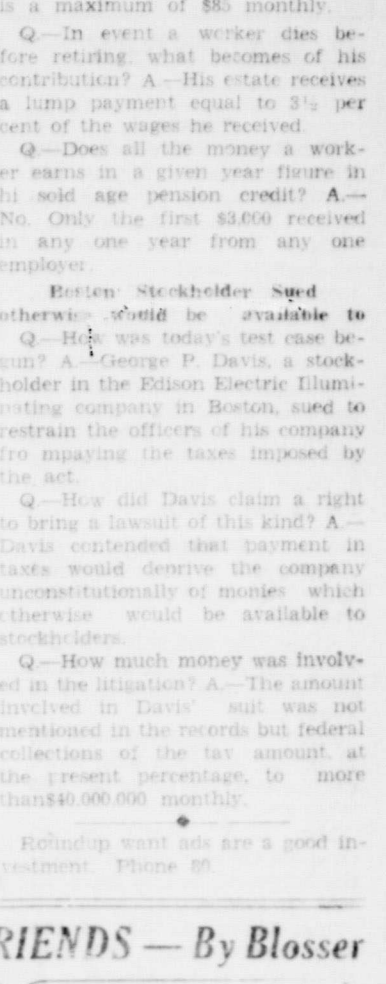 is a maximum of $85 monthly.
Q.—In event a worker dies be-
fore retiring, what becomes of his
contribution? A.—His estate receives
a lump payment equal to 3½ per
cent of the wages he received.
Q.—Does all the money a work-
er earns in a given year figure in
hi sold age pension credit? A.—
No. Only the first $3,000 received
in any one year from any one
employer.
Boston Stockholder Sued
otherwise would be available to
Q.—How was today's test case be-
gun? A.—George P. Davis, a stock-
holder in the Edison Electric Illumi-
nating company in Boston, sued to
restrain the officers of his company
fro mpaying the taxes imposed by
the act.
Q.—How did Davis claim a right
to bring a lawsuit of this kind? A.—
Davis contended that payment in
taxes would deprive the company
unconstitutionally of monies which
otherwise would be available to
stockholders.
Q.—How much money was involv-
ed in the litigation? A.—The amount
involved in Davis' suit was not
mentioned in the records but federal
collections of the tav amount, at
the present percentage, to more
than$40,000,000 monthly.
Roundup want ads are a good in-
vestment. Phone 80.
RIENDS — By Blosser